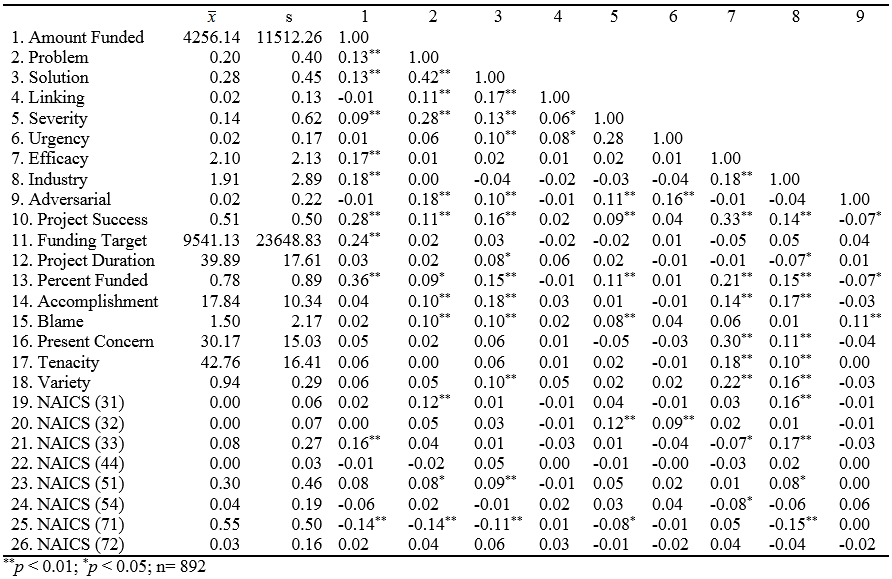 x̅ s 1 2 3 4 5 6 7 8 9
1. Amount Funded 4256.14 11512.26 1.00
2. Problem 0.20 0.40 0.13** 1.00
3. Solution 0.28 0.45 0.13** 0.42** 1.00
4. Linking 0.02 0.13 -0.01 0.11** 0.17** 1.00
5. Severity 0.14 0.62 0.09** 0.28** 0.13** 0.06* 1.00
6. Urgency 0.02 0.17 0.01 0.06 0.10** 0.08* 0.28 1.00
7. Efficacy 2.10 2.13 0.17** 0.01 0.02 0.01 0.02 0.01 1.00
8. Industry 1.91 2.89 0.18** 0.00 -0.04 -0.02 -0.03 -0.04 0.18** 1.00
9. Adversarial 0.02 0.22 -0.01 0.18** 0.10** -0.01 0.11** 0.16** -0.01 -0.04 1.00
10. Project Success 0.51 0.50 0.28** 0.11** 0.16** 0.02 0.09** 0.04 0.33** 0.14** -0.07*
11. Funding Target 9541.13 23648.83 0.24** 0.02 0.03 -0.02 -0.02 0.01 -0.05 0.05 0.04
12. Project Duration 39.89 17.61 0.03 0.02 0.08* 0.06 0.02 -0.01 -0.01 -0.07* 0.01
13. Percent Funded 0.78 0.89 0.36** 0.09* 0.15** -0.01 0.11** 0.01 0.21** 0.15** -0.07*
14. Accomplishment 17.84 10.34 0.04 0.10** 0.18** 0.03 0.01 -0.01 0.14** 0.17** -0.03
15. Blame 1.50 2.17 0.02 0.10** 0.10** 0.02 0.08** 0.04 0.06 0.01 0.11**
16. Present Concern 30.17 15.03 0.05 0.02 0.06 0.01 -0.05 -0.03 0.30** 0.11** -0.04
17. Tenacity 42.76 16.41 0.06 0.00 0.06 0.01 0.02 -0.01 0.18** 0.10** 0.00
18. Variety 0.94 0.29 0.06 0.05 0.10** 0.05 0.02 0.02 0.22** 0.16** -0.03
19. NAICS (31) 0.00 0.06 0.02 0.12** 0.01 -0.01 0.04 -0.01 0.03 0.16** -0.01
20. NAICS (32) 0.00 0.07 0.00 0.05 0.03 -0.01 0.12** 0.09** 0.02 0.01 -0.01
21. NAICS (33) 0.08 0.27 0.16** 0.04 0.01 -0.03 0.01 -0.04 -0.07* 0.17** -0.03
22. NAICS (44) 0.00 0.03 -0.01 -0.02 0.05 0.00 -0.01 -0.00 -0.03 0.02 0.00
23. NAICS (51) 0.30 0.46 0.08 0.08* 0.09** -0.01 0.05 0.02 0.01 0.08* 0.00
24. NAICS (54) 0.04 0.19 -0.06 0.02 -0.01 0.02 0.03 0.04 -0.08* -0.06 0.06
25. NAICS (71) 0.55 0.50 -0.14** -0.14** -0.11** 0.01 -0.08* -0.01 0.05 -0.15** 0.00
26. NAICS (72) 0.03 0.16 0.02 0.04 0.06 0.03 -0.01 -0.02 0.04 -0.04 -0.02
**p < 0.01; *p < 0.05; n= 892